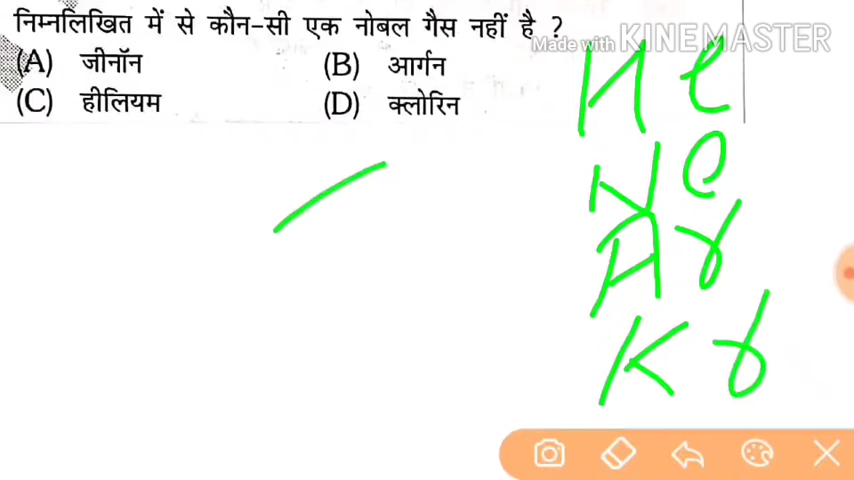 निम्नलिखित में से कौन-सी एक नोबल गैस नहीं है ?
Made with KINEMASTER
(A) जीनॉन (B) आर्गन
(C) हीलियम (D) क्लोरिन
He
Ne
Ar
Kr